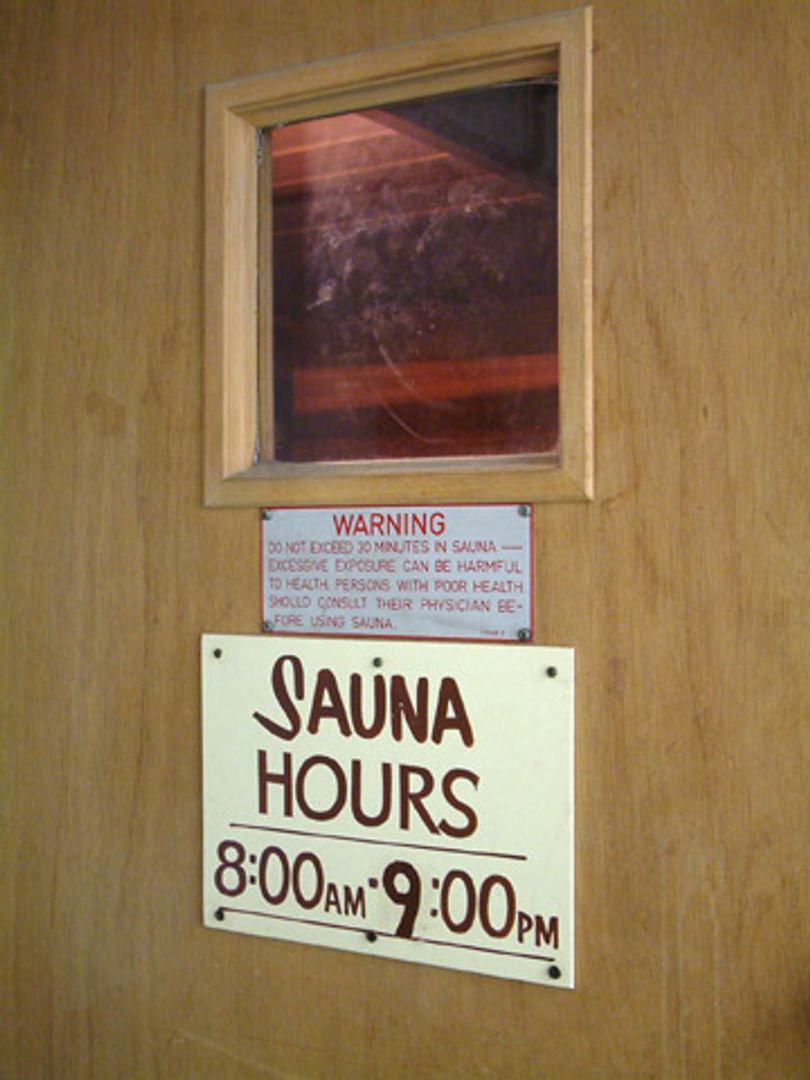 WARNING
DO NOT EXCEED 30 MINUTES IN SAUNA —
EXCESSIVE EXPOSURE CAN BE HARMFUL
TO HEALTH. PERSONS WITH POOR HEALTH
SHOULD CONSULT THEIR PHYSICIAN BE-
FORE USING SAUNA.
SAUNA
HOURS
8:00AM-9:00PM